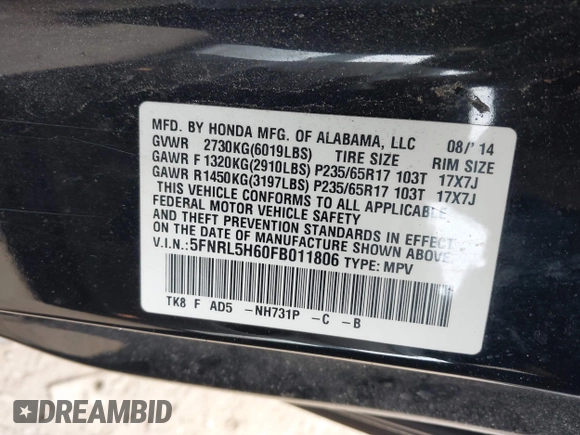 MFD. BY HONDA MFG. OF ALABAMA, LLC 08/'14
GVWR 2730KG(6019LBS) TIRE SIZE RIM SIZE
GAWR F 1320KG(2910LBS) P235/65R17 103T 17X7J
GAWR R1450KG(3197LBS) P235/65R17 103T 17X7J
THIS VEHICLE CONFORMS TO ALL APPLICABLE
FEDERAL MOTOR VEHICLE SAFETY
AND THEFT PREVENTION STANDARDS IN EFFECT ON
THE DATE OF MANUFACTURE SHOWN ABOVE.
V.I.N.:5FNRL5H60FB011806 TYPE: MPV
TK8 F AD5 -NH731P -C -B
DREAMBID